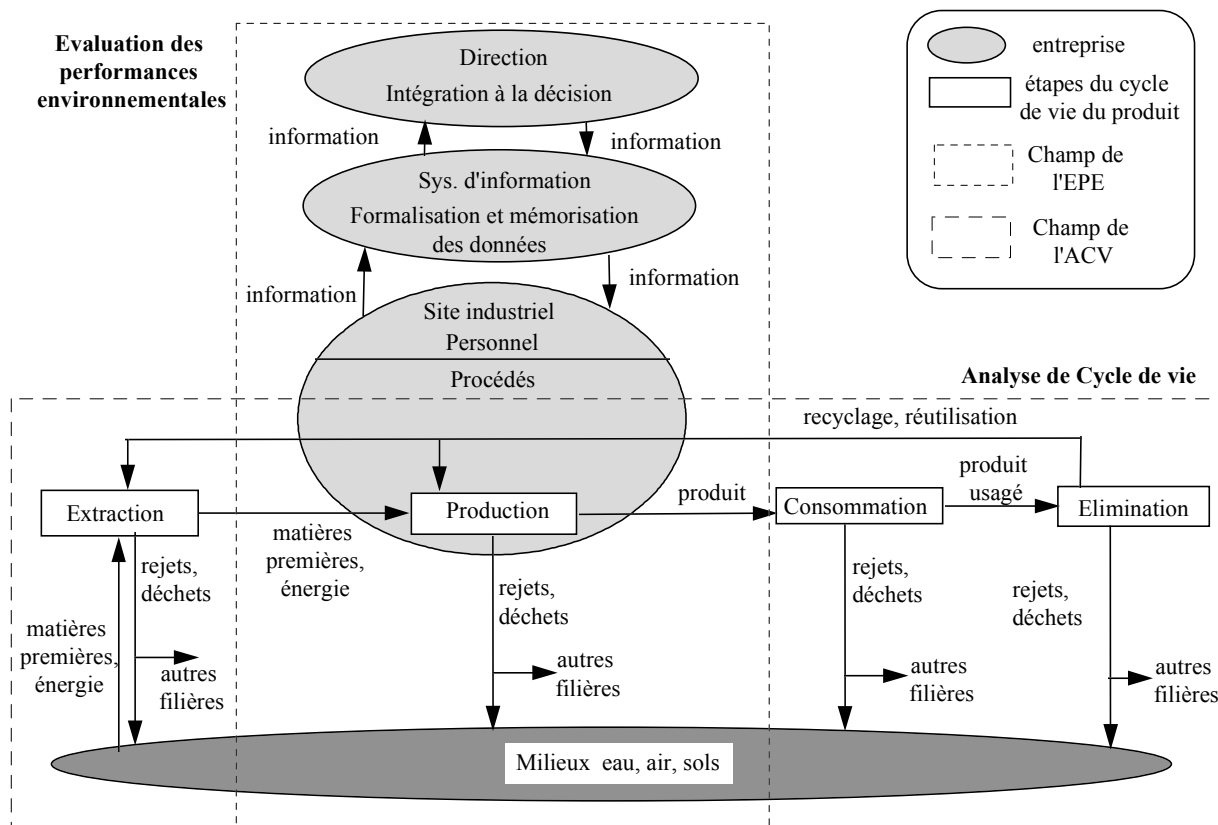 Evaluation des
performances
environnementales
Direction
Intégration à la décision
information
information
Sys. d'information
Formalisation et mémorisation
des données
information
information
Site industriel
Personnel
Procédés
entreprise
étapes du cycle
de vie du produit
Champ de
l'EPE
Champ de
l'ACV
Analyse de Cycle de vie
recyclage, réutilisation
Extraction
matières
premières,
énergie
Production
produit
Consommation
produit
usagé
Elimination
rejets,
déchets
matières
premières,
énergie
autres
filières
rejets,
déchets
autres
filières
rejets,
déchets
autres
filières
rejets,
déchets
autres
filières
Milieux eau, air, sols